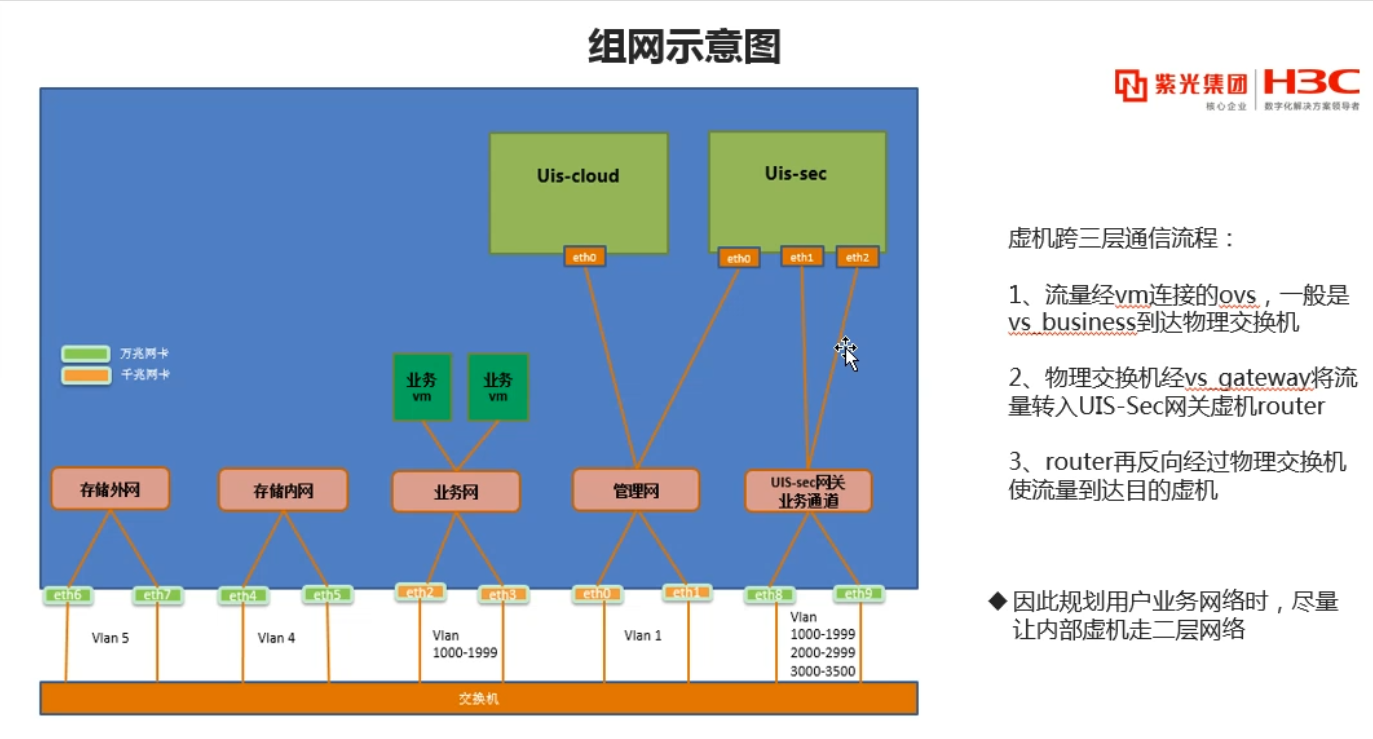 组网示意图
紫光集团
核心企业
H3C
数字化解决方案领导者
Uis-cloud
Uis-sec
eth0
eth0
eth1
eth2
万兆网卡
千兆网卡
业务
vm
业务
vm
存储外网
存储内网
业务网
管理网
UIS-sec网关
业务通道
eth6
eth7
eth4
eth5
eth2
eth3
eth0
eth1
eth8
eth9
Vlan 5
Vlan 4
Vlan
1000-1999
Vlan 1
Vlan
1000-1999
2000-2999
3000-3500
交换机
虚机跨三层通信流程：
1、流量经vm连接的ovs，一般是
vs_business到达物理交换机
2、物理交换机经vs_gateway将流
量转入UIS-Sec网关虚机router
3、router再反向经过物理交换机
使流量到达目的虚机
◆因此规划用户业务网络时，尽量
让内部虚机走二层网络